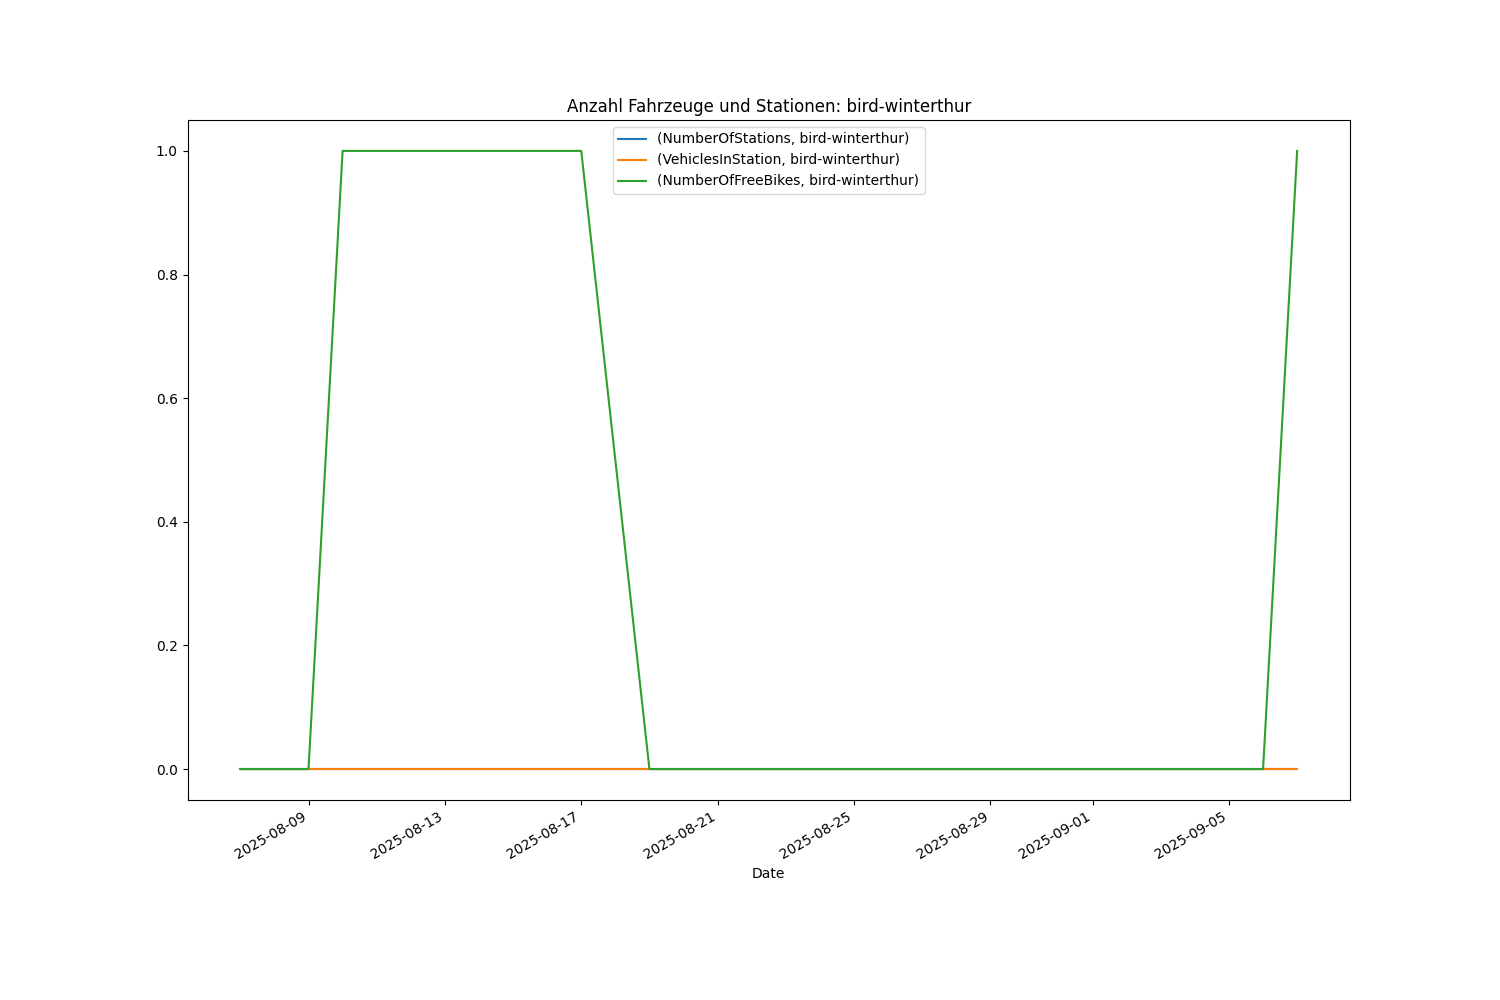 Anzahl Fahrzeuge und Stationen: bird-winterthur
(NumberOfStations, bird-winterthur)
(VehiclesInStation, bird-winterthur)
(NumberOfFreeBikes, bird-winterthur)
1.0
0.8
0.6
0.4
0.2
0.0
2025-08-09
2025-08-13
2025-08-17
2025-08-21
2025-08-25
2025-08-29
2025-09-01
2025-09-05
Date